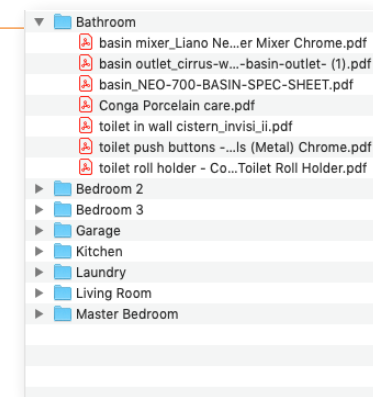 Bathroom
basin mixer_Liano Ne...er Mixer Chrome.pdf
basin outlet_cirrus-w...-basin-outlet- (1).pdf
basin_NEO-700-BASIN-SPEC-SHEET.pdf
Conga Porcelain care.pdf
toilet in wall cistern_invisi_ii.pdf
toilet push buttons -...ls (Metal) Chrome.pdf
toilet roll holder - Co...Toilet Roll Holder.pdf
Bedroom 2
Bedroom 3
Garage
Kitchen
Laundry
Living Room
Master Bedroom